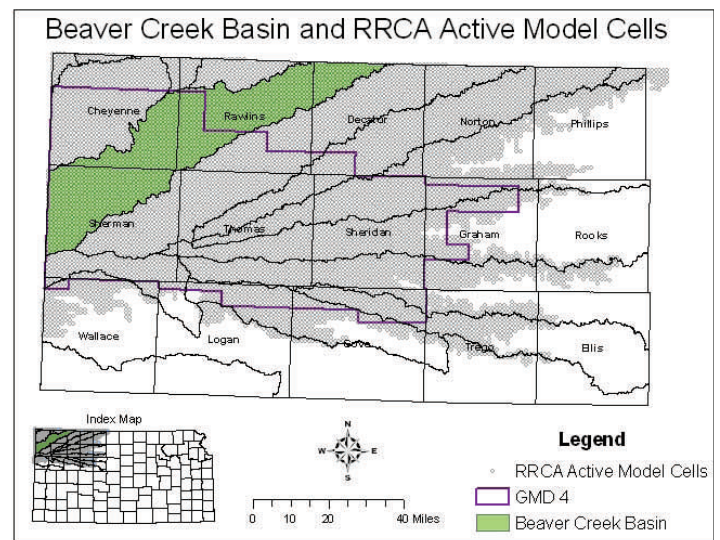 Beaver Creek Basin and RRCA Active Model Cells
Cheyenne
Rawlins
Decator
Norton
Phillips
Sherman
Thomas
Sheridan
Graham
Rooks
Wallace
Logan
Gove
Trego
Ellis
Index Map
N
W E
S
0 10 20 40 Miles
Legend
RRCA Active Model Cells
GMD 4
Beaver Creek Basin